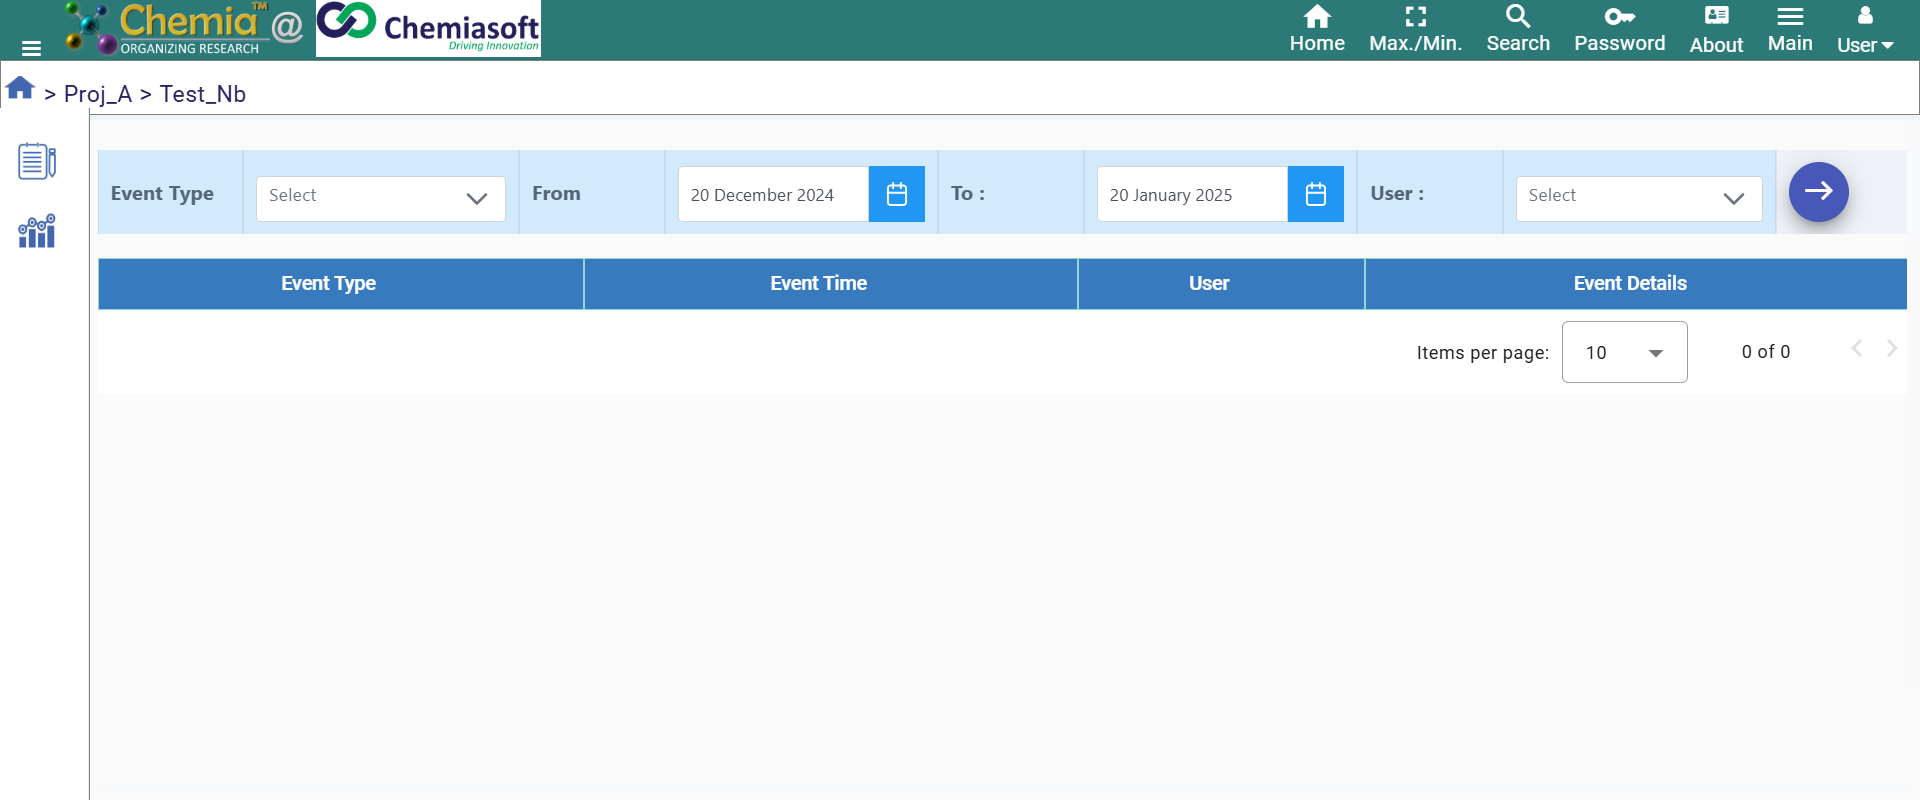 Chemia™ @ Chemiasoft
ORGANIZING RESEARCH
Driving Innovation
Home Max./Min. Search Password About Main User
> Proj_A > Test_Nb
Event Type Select From 20 December 2024 To : 20 January 2025 User : Select
Event Type Event Time User Event Details
Items per page: 10 0 of 0